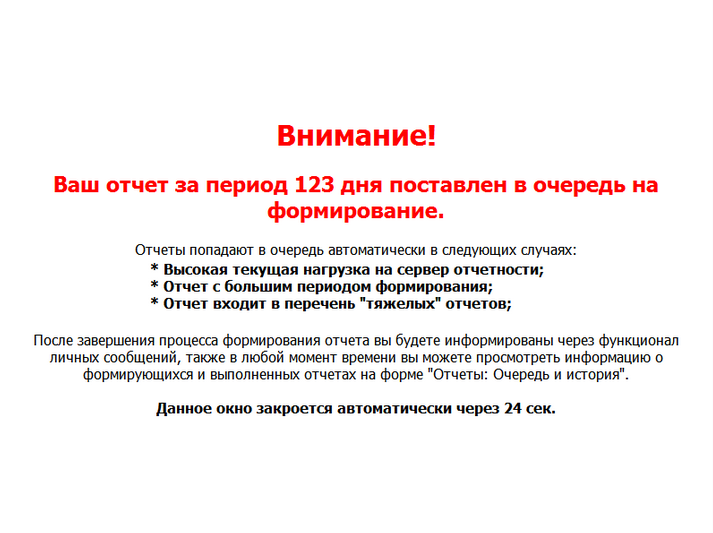 Внимание!
Ваш отчет за период 123 дня поставлен в очередь на
формирование.
Отчеты попадают в очередь автоматически в следующих случаях:
* Высокая текущая нагрузка на сервер отчетности;
* Отчет с большим периодом формирования;
* Отчет входит в перечень "тяжелых" отчетов;
После завершения процесса формирования отчета вы будете информированы через функционал
личных сообщений, также в любой момент времени вы можете просмотреть информацию о
формирующихся и выполненных отчетах на форме "Отчеты: Очередь и история".
Данное окно закроется автоматически через 24 сек.